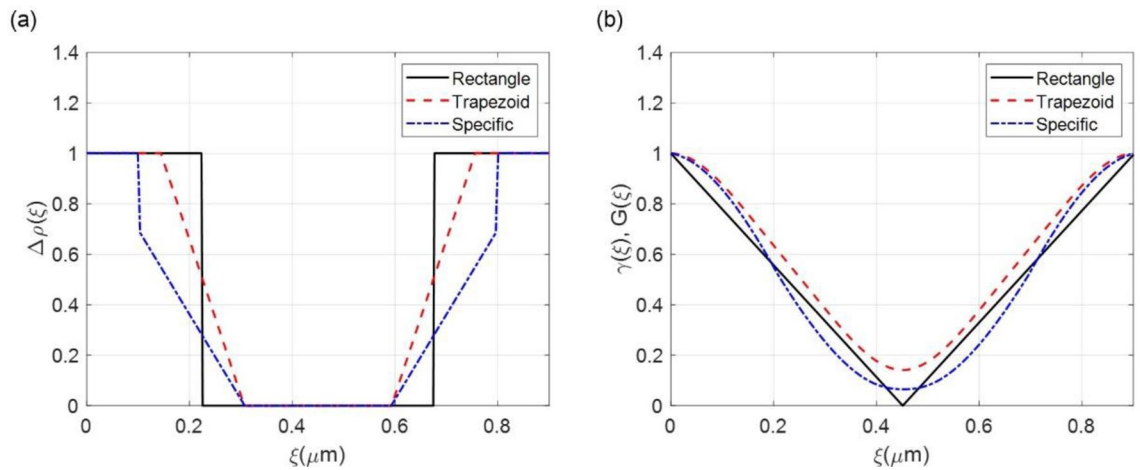 (a)
1.4
1.2
1
0.8
0.6
0.4
0.2
0
Δρ(ξ)
Rectangle
Trapezoid
Specific
0 0.2 0.4 0.6 0.8
ξ(μm)
(b)
1.4
1.2
1
0.8
0.6
0.4
0.2
0
γ(ξ), G(ξ)
Rectangle
Trapezoid
Specific
0 0.2 0.4 0.6 0.8
ξ(μm)